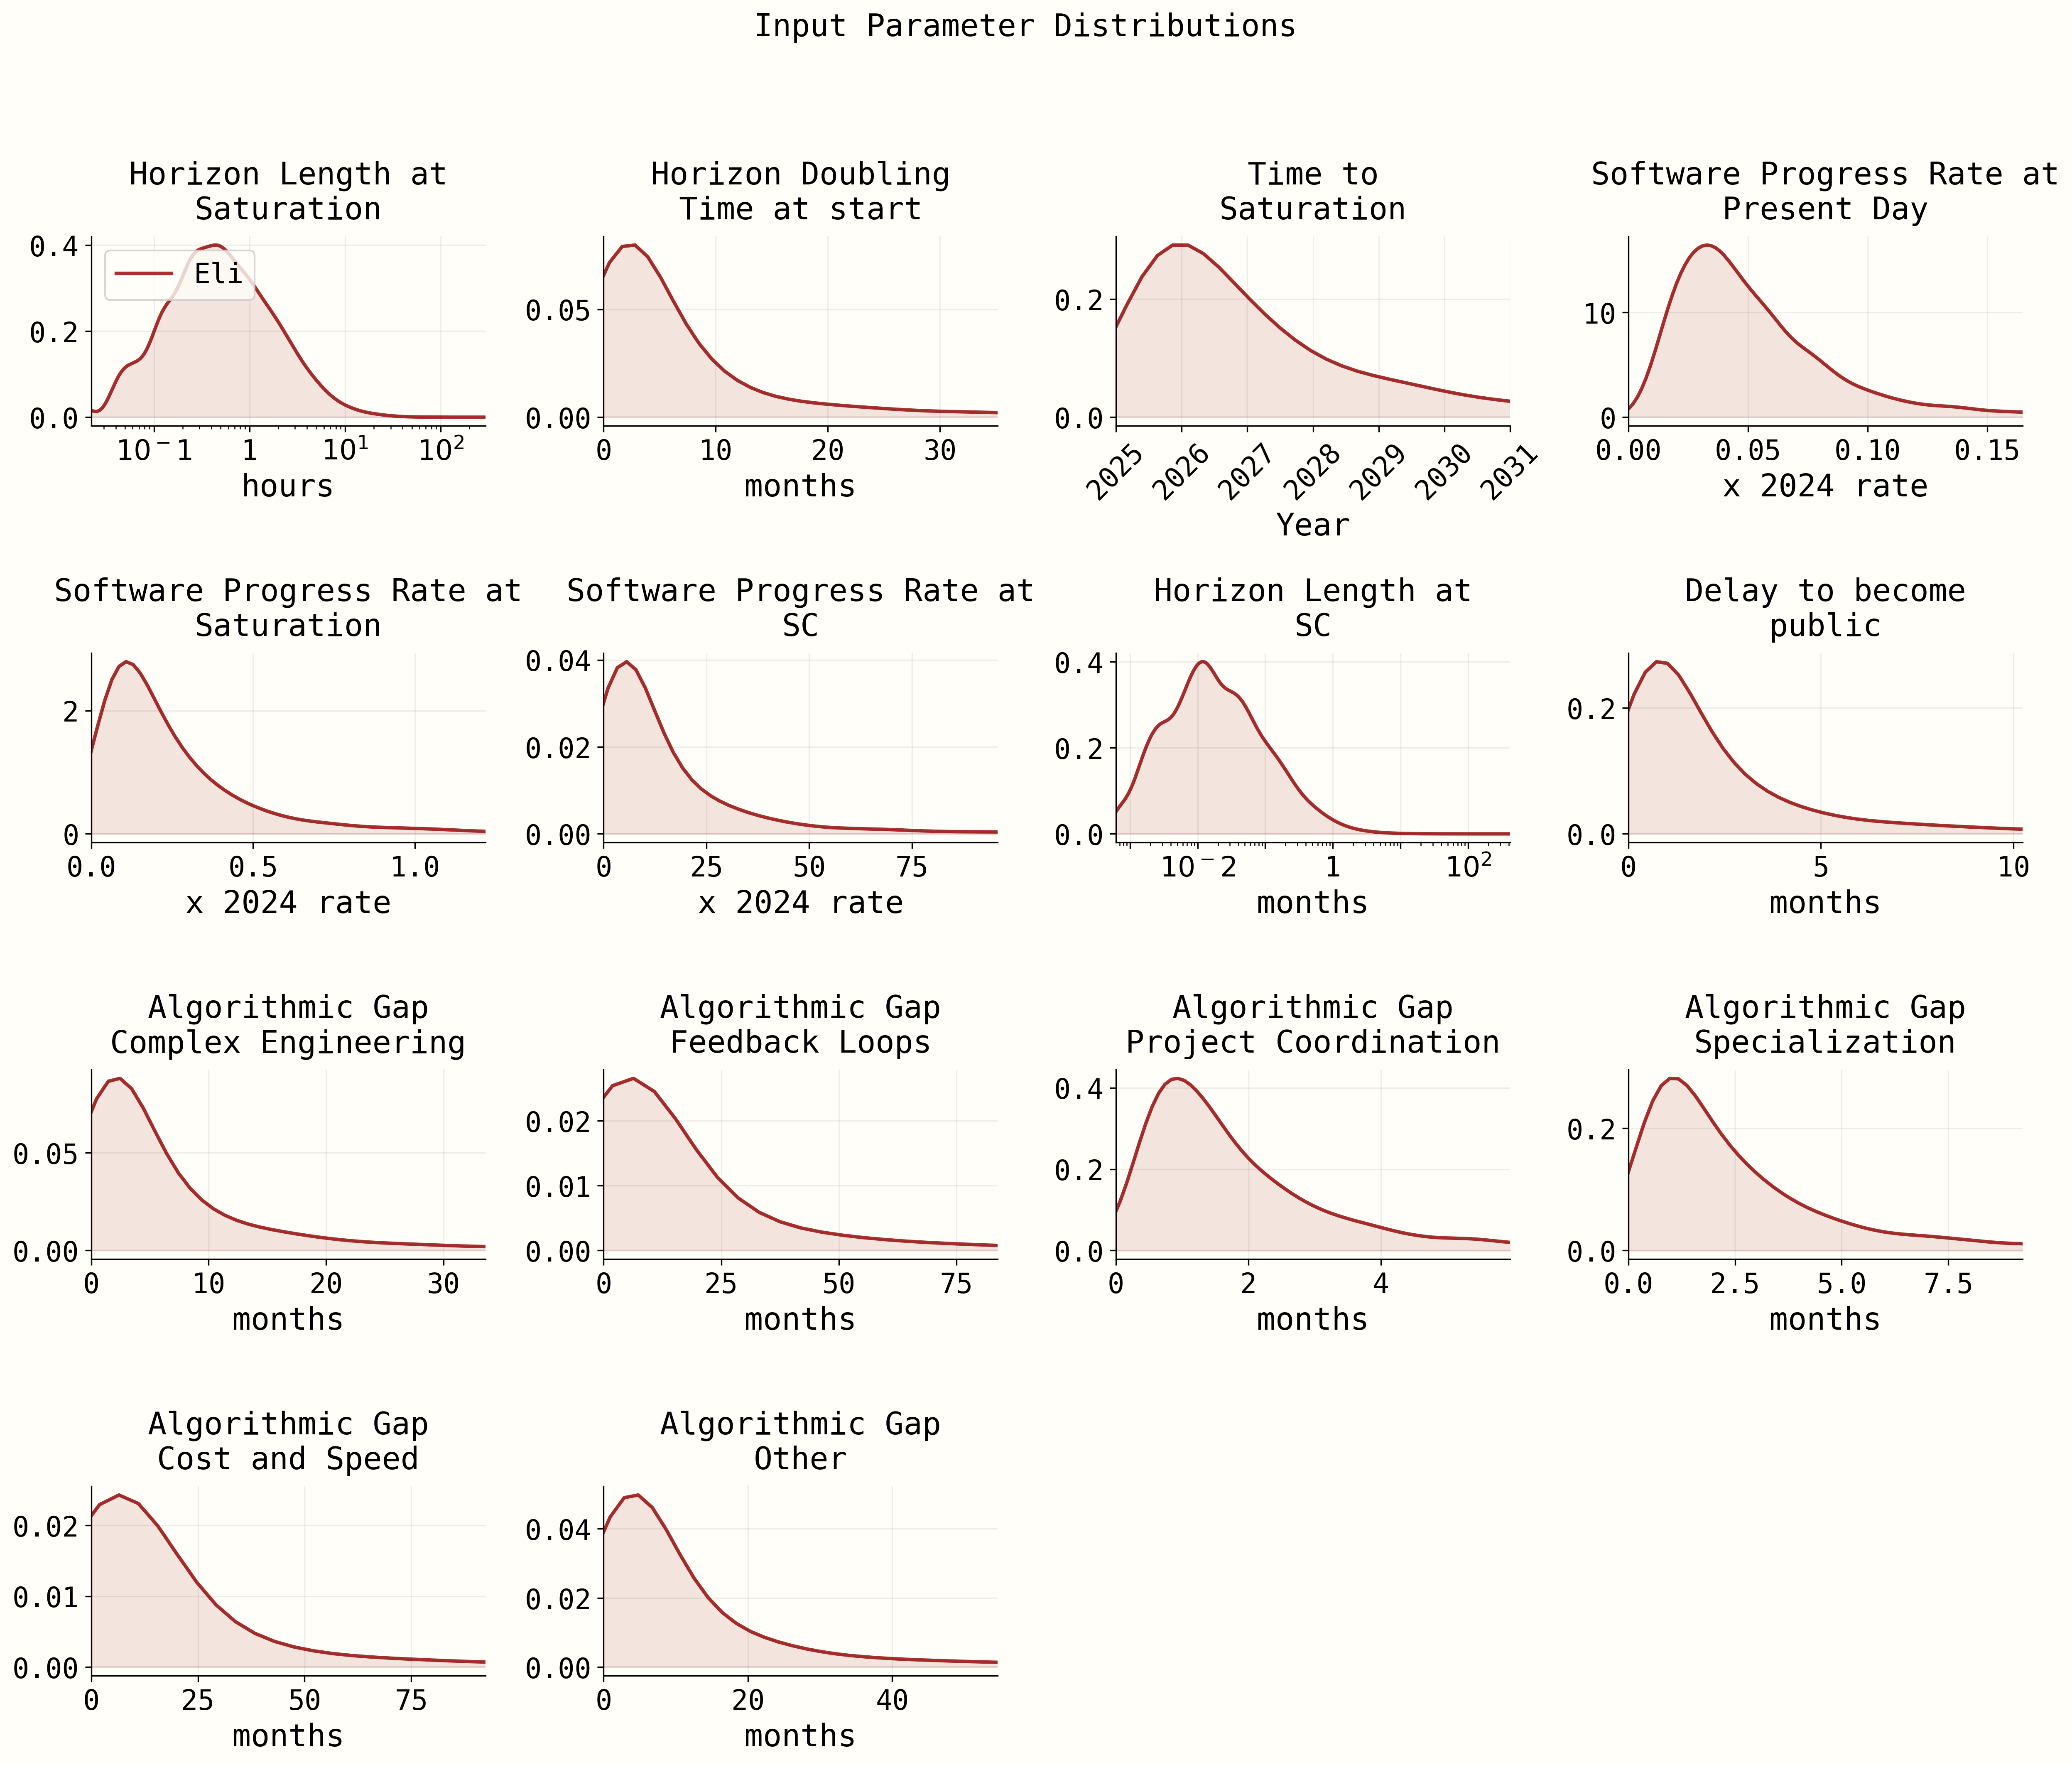 Input Parameter Distributions
Horizon Length at
Saturation
0.4
0.2
0.0
Eli
10⁻1 1 10¹ 10²
hours
Horizon Doubling
Time at start
0.05
0.00
0 10 20 30
months
Time to
Saturation
0.2
0.0
2025 2026 2027 2028 2029 2030 2031
Year
Software Progress Rate at
Present Day
10
0
0.00 0.05 0.10 0.15
x 2024 rate
Software Progress Rate at
Saturation
2
0
0.0 0.5 1.0
x 2024 rate
Software Progress Rate at
SC
0.04
0.02
0.00
0 25 50 75
x 2024 rate
Horizon Length at
SC
0.4
0.2
0.0
10⁻2 1 10²
months
Delay to become
public
0.2
0.0
0 5 10
months
Algorithmic Gap
Complex Engineering
0.05
0.00
0 10 20 30
months
Algorithmic Gap
Feedback Loops
0.02
0.01
0.00
0 25 50 75
months
Algorithmic Gap
Project Coordination
0.4
0.2
0.0
0 2 4
months
Algorithmic Gap
Specialization
0.2
0.0
0.0 2.5 5.0 7.5
months
Algorithmic Gap
Cost and Speed
0.02
0.01
0.00
0 25 50 75
months
Algorithmic Gap
Other
0.04
0.02
0.00
0 20 40
months